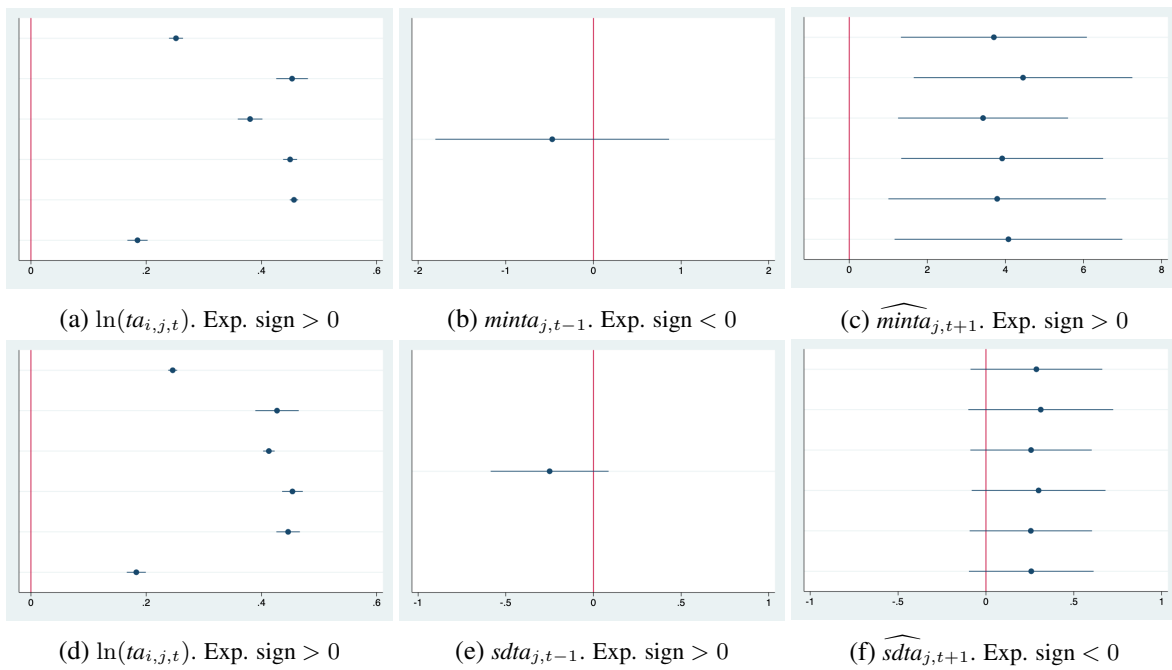 0 .2 .4 .6
-2 -1 0 1 2
0 2 4 6 8
(a) ln(ta_{i,j,t}). Exp. sign > 0
(b) minta_{j,t−1}. Exp. sign < 0
(c) \widehat{minta}_{j,t+1}. Exp. sign > 0
0 .2 .4 .6
-1 -.5 0 .5 1
-1 -.5 0 .5 1
(d) ln(ta_{i,j,t}). Exp. sign > 0
(e) sdta_{j,t−1}. Exp. sign > 0
(f) \widehat{sdta}_{j,t+1}. Exp. sign < 0